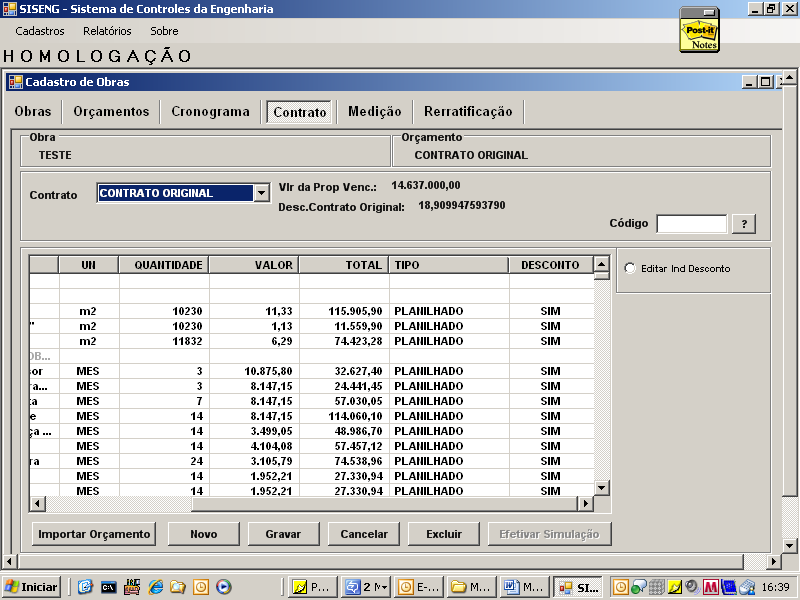 SISENG - Sistema de Controles da Engenharia
Cadastros Relatórios Sobre
Post-it Notes
HOMOLOGAÇÃO
Cadastro de Obras
Obras Orçamentos Cronograma Contrato Medição Rerratificação
Obra
TESTE
Orçamento
CONTRATO ORIGINAL
Contrato CONTRATO ORIGINAL
Vlr da Prop Venc.: 14.637.000,00
Desc.Contrato Original: 18,909947593790
Código ?
UN QUANTIDADE VALOR TOTAL TIPO DESCONTO
m2 10230 11,33 115.905,90 PLANILHADO SIM
" m2 10230 1,13 11.559,90 PLANILHADO SIM
m2 11832 6,29 74.423,28 PLANILHADO SIM
OB...
sor MES 3 10.875,80 32.627,40 PLANILHADO SIM
ra... MES 3 8.147,15 24.441,45 PLANILHADO SIM
ta MES 7 8.147,15 57.030,05 PLANILHADO SIM
e MES 14 8.147,15 114.060,10 PLANILHADO SIM
ça ... MES 14 3.499,05 48.986,70 PLANILHADO SIM
MES 14 4.104,08 57.457,12 PLANILHADO SIM
ra MES 24 3.105,79 74.538,96 PLANILHADO SIM
MES 14 1.952,21 27.330,94 PLANILHADO SIM
MES 14 1.952,21 27.330,94 PLANILHADO SIM
Editar Ind Desconto
Importar Orçamento Novo Gravar Cancelar Excluir Efetivar Simulação
Iniciar P... 2 M E-... M... M... SI... 16:39